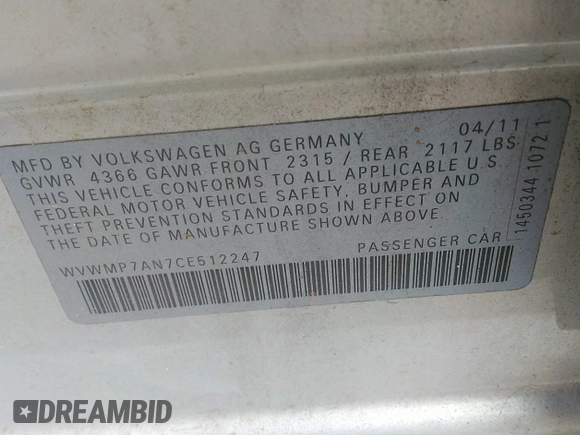 MFD BY VOLKSWAGEN AG GERMANY 04/11
GVWR 4366 GAWR FRONT 2315 / REAR 2117 LBS
THIS VEHICLE CONFORMS TO ALL APPLICABLE U.S.
FEDERAL MOTOR VEHICLE SAFETY, BUMPER AND
THEFT PREVENTION STANDARDS IN EFFECT ON
THE DATE OF MANUFACTURE SHOWN ABOVE.
WVWMP7AN7CE512247 PASSENGER CAR
1450344.10721
DREAMBID